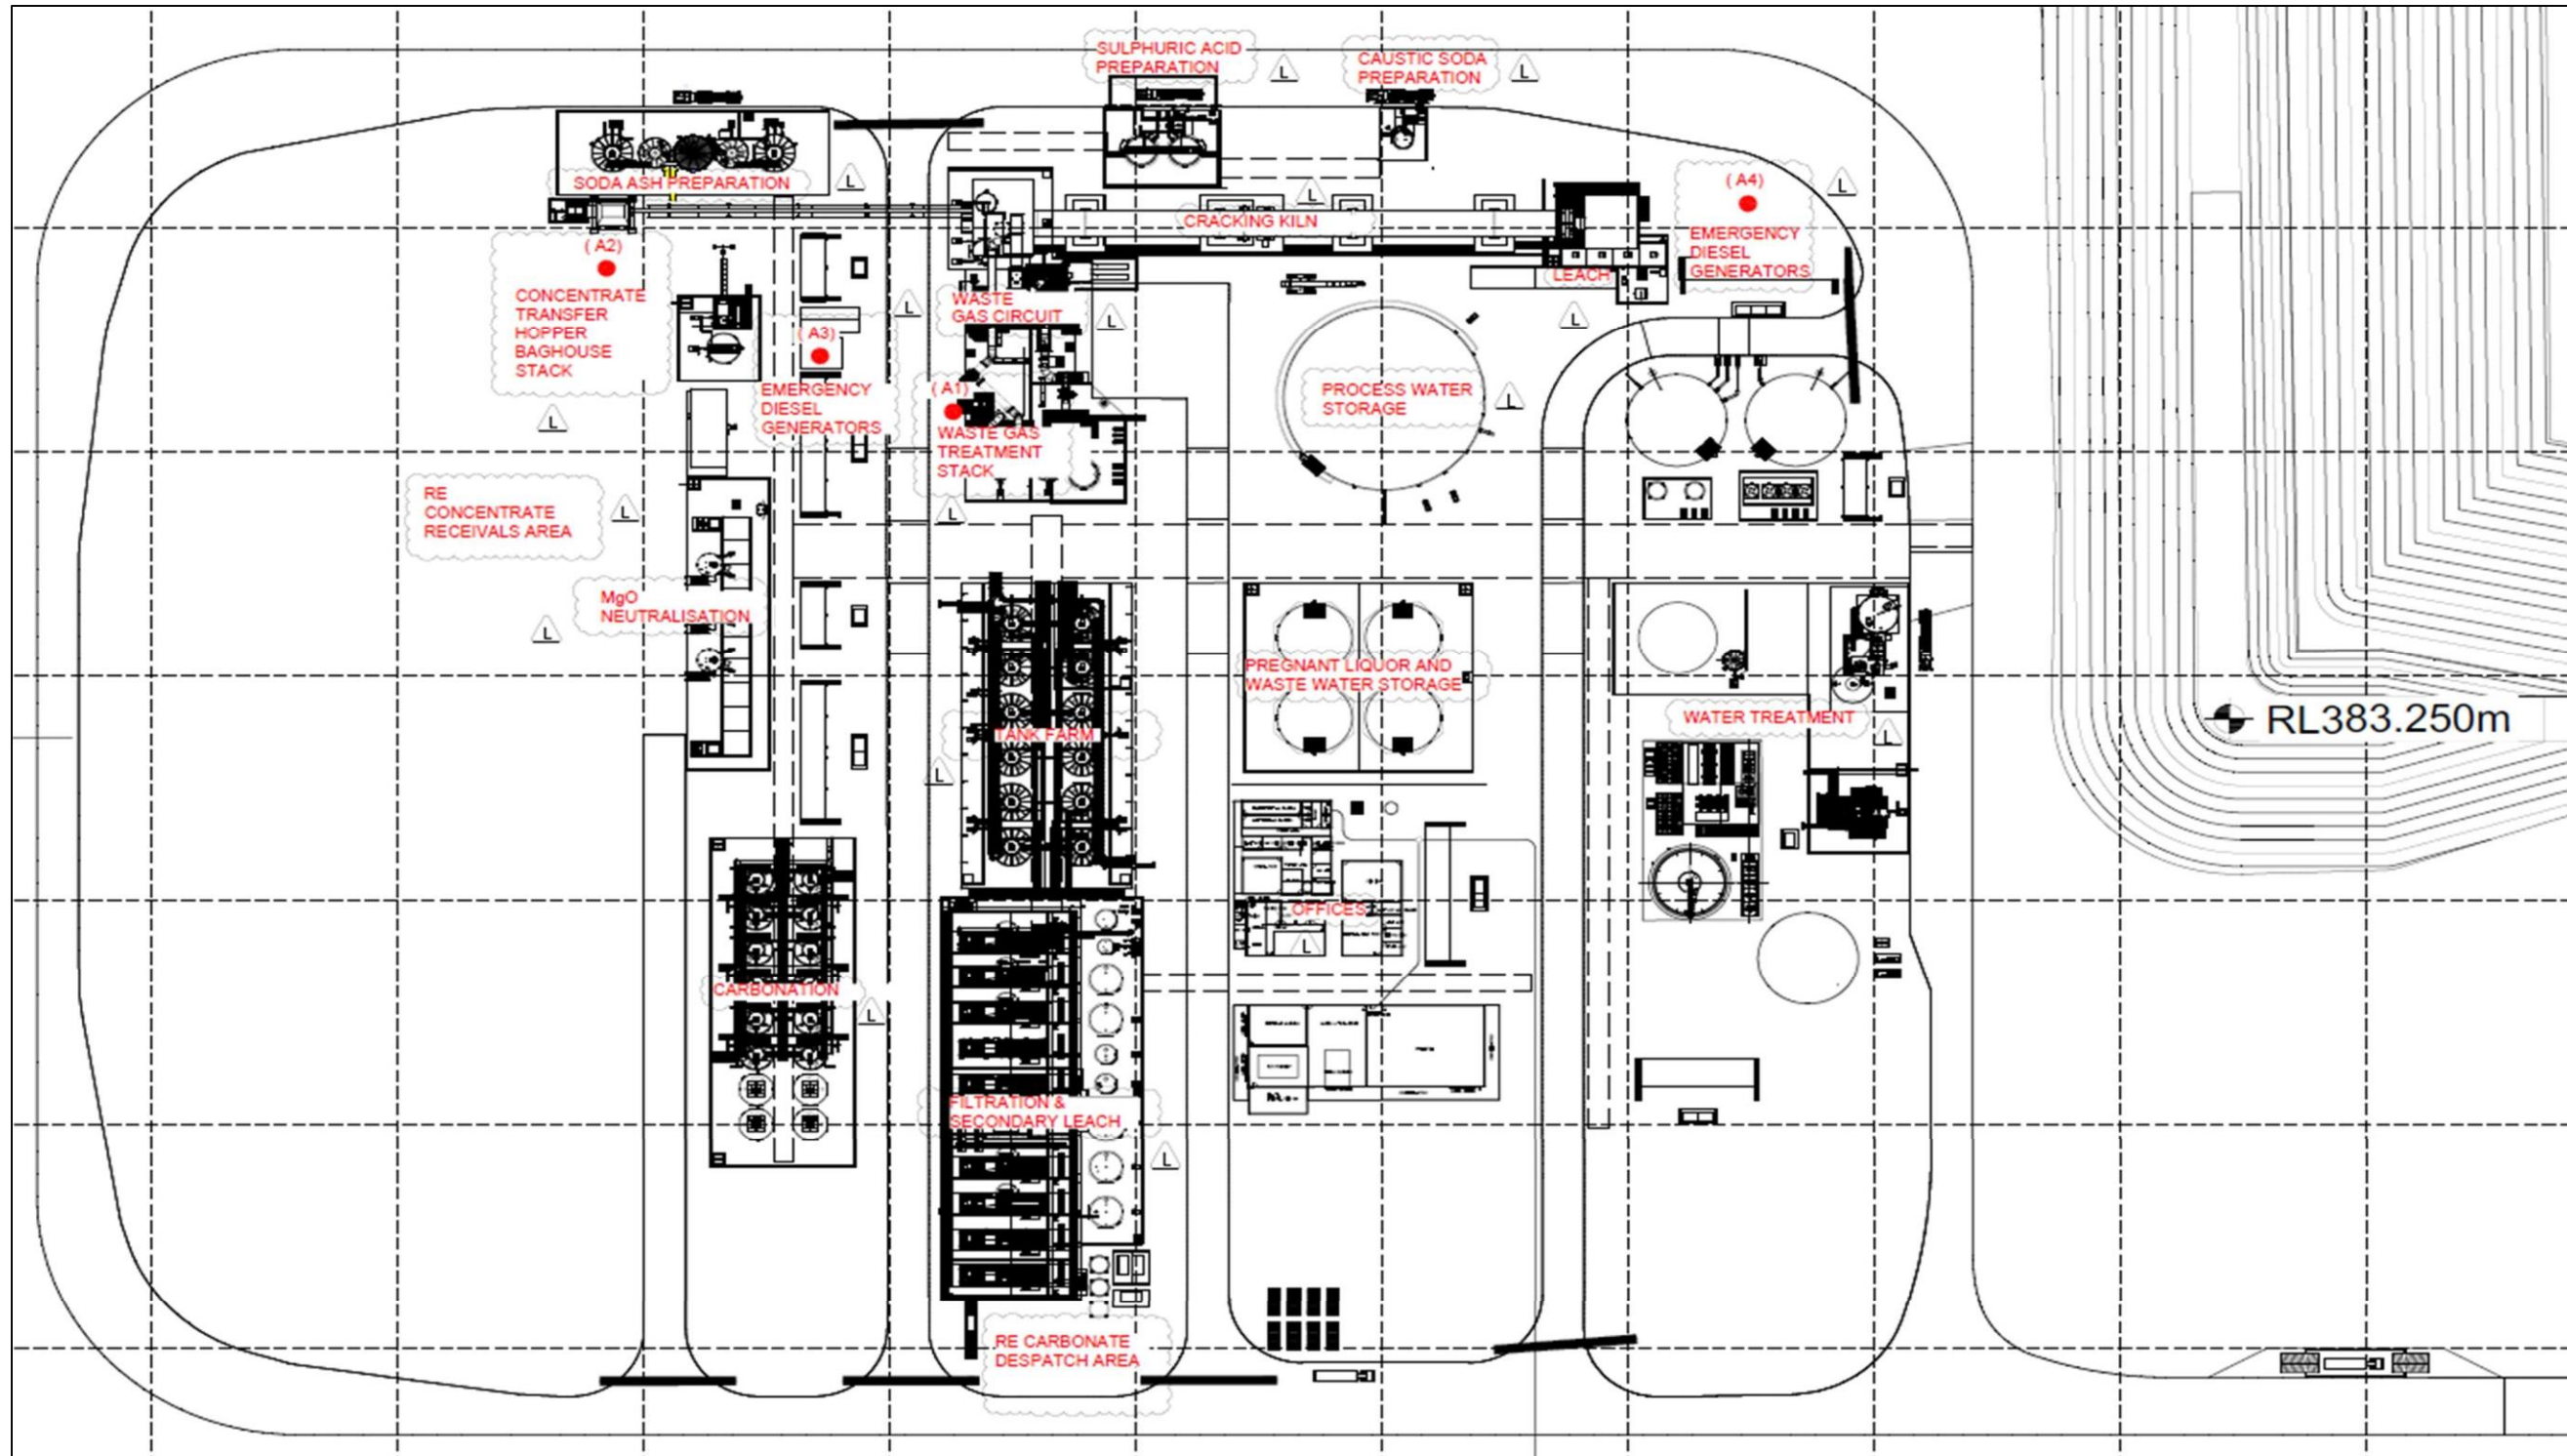 SULPHURIC ACID
PREPARATION
L
CAUSTIC SODA
PREPARATION
L
SODA ASH PREPARATION
L
CRACKING KILN
L
( A4)
L
EMERGENCY
DIESEL
GENERATORS
LEACH
L
( A2)
CONCENTRATE
TRANSFER
HOPPER
BAGHOUSE
STACK
L
( A3)
EMERGENCY
DIESEL
GENERATORS
L
WASTE
GAS CIRCUIT
L
( A1)
WASTE GAS
TREATMENT
STACK
L
PROCESS WATER
STORAGE
L
RE
CONCENTRATE
RECEIVALS AREA
L
MgO
NEUTRALISATION
L
PREGNANT LIQUOR AND
WASTE WATER STORAGE
TANK FARM
L
WATER TREATMENT
L
RL383.250m
OFFICES
L
CARBONATION
L
FILTRATION &
SECONDARY LEACH
L
RE CARBONATE
DESPATCH AREA